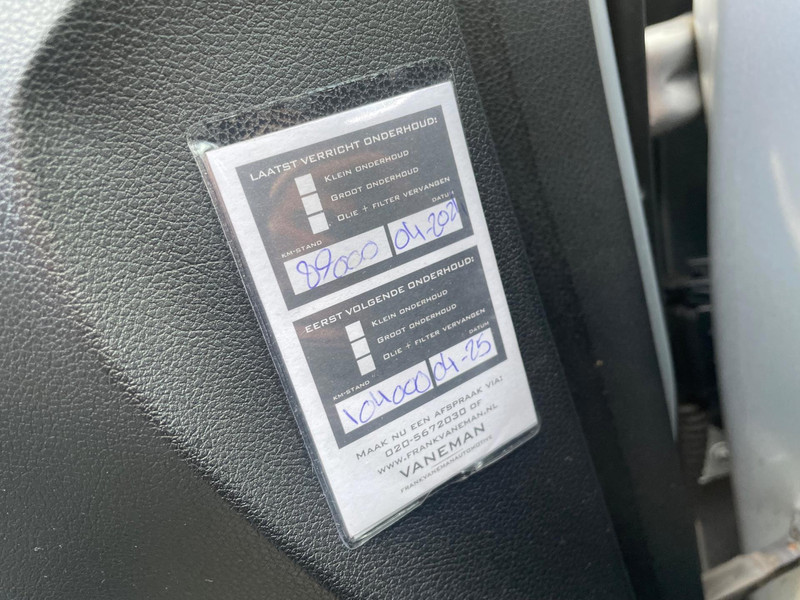 LAATST VERRICHT ONDERHOUD:
KLEIN ONDERHOUD
GROOT ONDERHOUD
OLIE + FILTER VERVANGEN
KM-STAND DATUM
89000 04-202
EERST VOLGENDE ONDERHOUD:
KLEIN ONDERHOUD
GROOT ONDERHOUD
OLIE + FILTER VERVANGEN
KM-STAND DATUM
104000 04-25
MAAK NU EEN AFSPRAAK VIA:
020-5672030 OF
WWW.FRANKVANEMAN.NL
VANEMAN
FRANKVANEMANAUTOMOTIVE